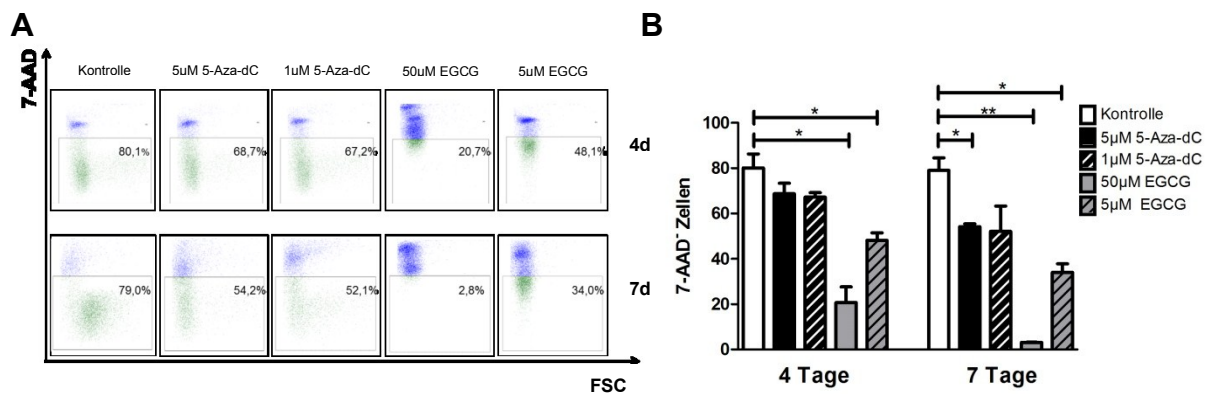 A
7-AAD
Kontrolle
5uM 5-Aza-dC
1uM 5-Aza-dC
50uM EGCG
5uM EGCG
80,1%
68,7%
67,2%
20,7%
48,1%
4d
79,0%
54,2%
52,1%
2,8%
34,0%
7d
FSC
B
7-AAD⁻ Zellen
100
80
60
40
20
0
*
*
*
**
*
4 Tage
7 Tage
Kontrolle
5µM 5-Aza-dC
1µM 5-Aza-dC
50µM EGCG
5µM EGCG